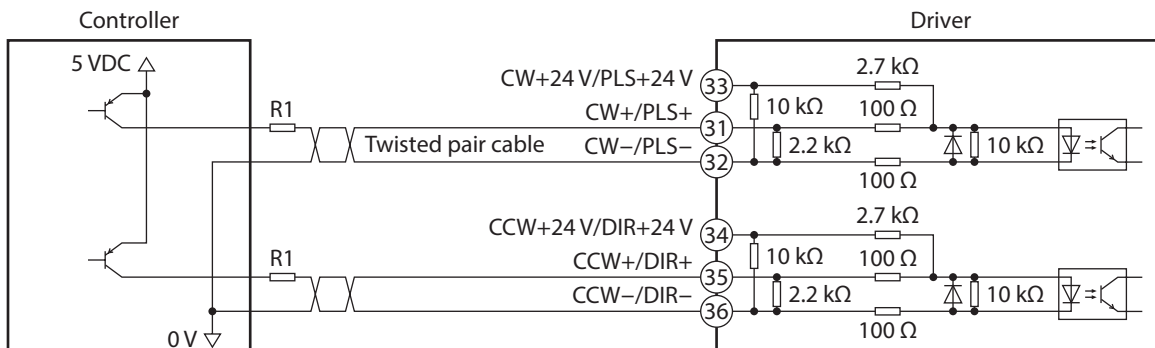 Controller
Driver
5 VDC
2.7 kΩ
CW+24 V/PLS+24 V
33
R1
10 kΩ
100 Ω
CW+/PLS+
31
Twisted pair cable
2.2 kΩ
10 kΩ
CW−/PLS−
32
100 Ω
2.7 kΩ
CCW+24 V/DIR+24 V
34
R1
10 kΩ
100 Ω
CCW+/DIR+
35
2.2 kΩ
10 kΩ
CCW−/DIR−
36
0 V
100 Ω